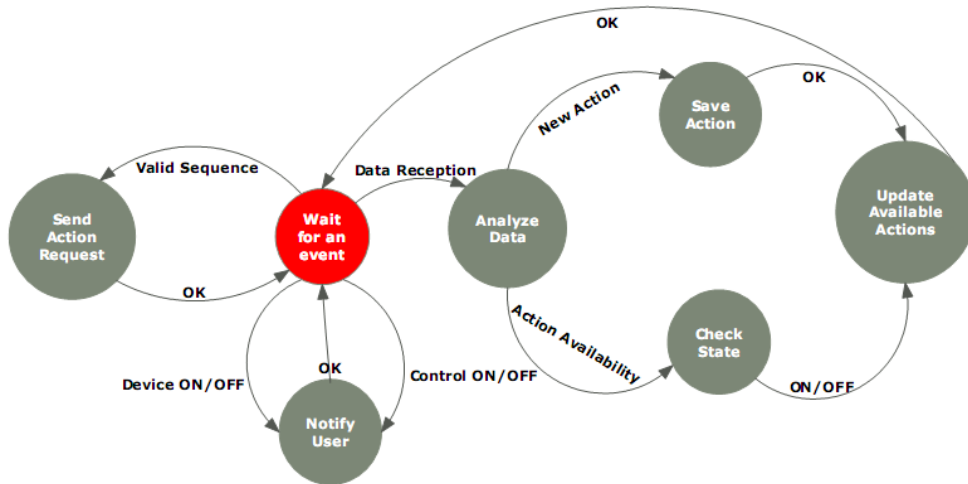 OK
Save
Action
OK
New Action
Valid Sequence
Data Reception
Send
Action
Request
Wait
for an
event
Analyze
Data
Update
Available
Actions
OK
Action Availability
Check
State
Device ON/OFF
OK
Control ON/OFF
ON/OFF
Notify
User